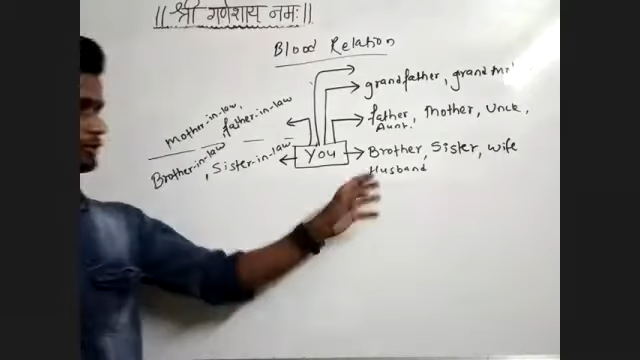 || श्री गणेशाय नमः ||
Blood Relation
grandfather, grand
mother-in-law,
father-in-law
father, Mother, Uncle,
Aunt.
Brother-in-law, Sister-in-law
You
Brother, Sister, wife
Husband